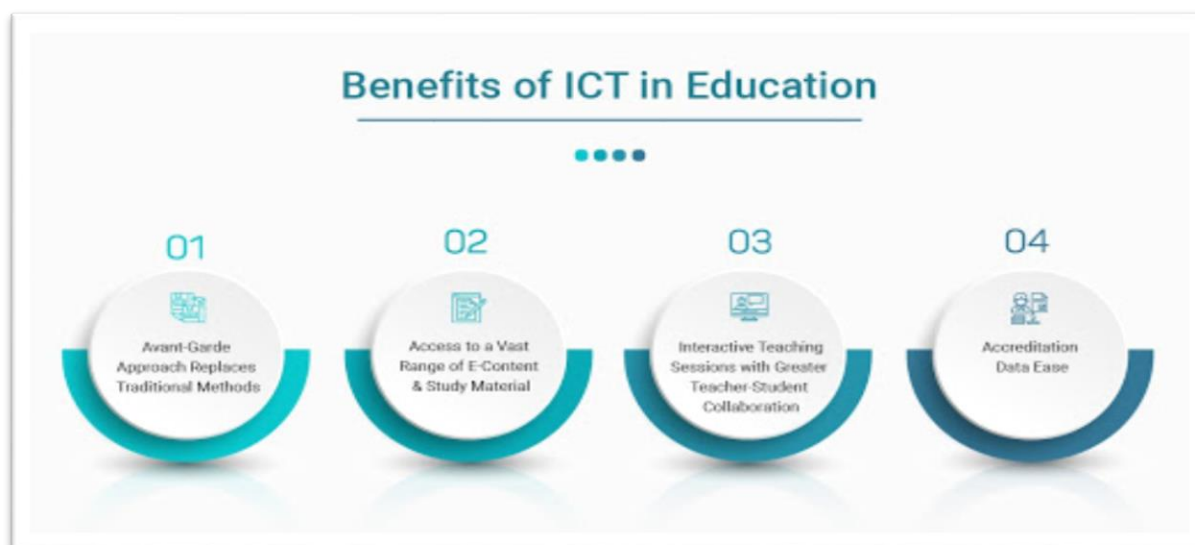 Benefits of ICT in Education
01
Avant-Garde
Approach Replaces
Traditional Methods
02
Access to a Vast
Range of E-Content
& Study Material
03
Interactive Teaching
Sessions with Greater
Teacher-Student
Collaboration
04
Accreditation
Data Ease